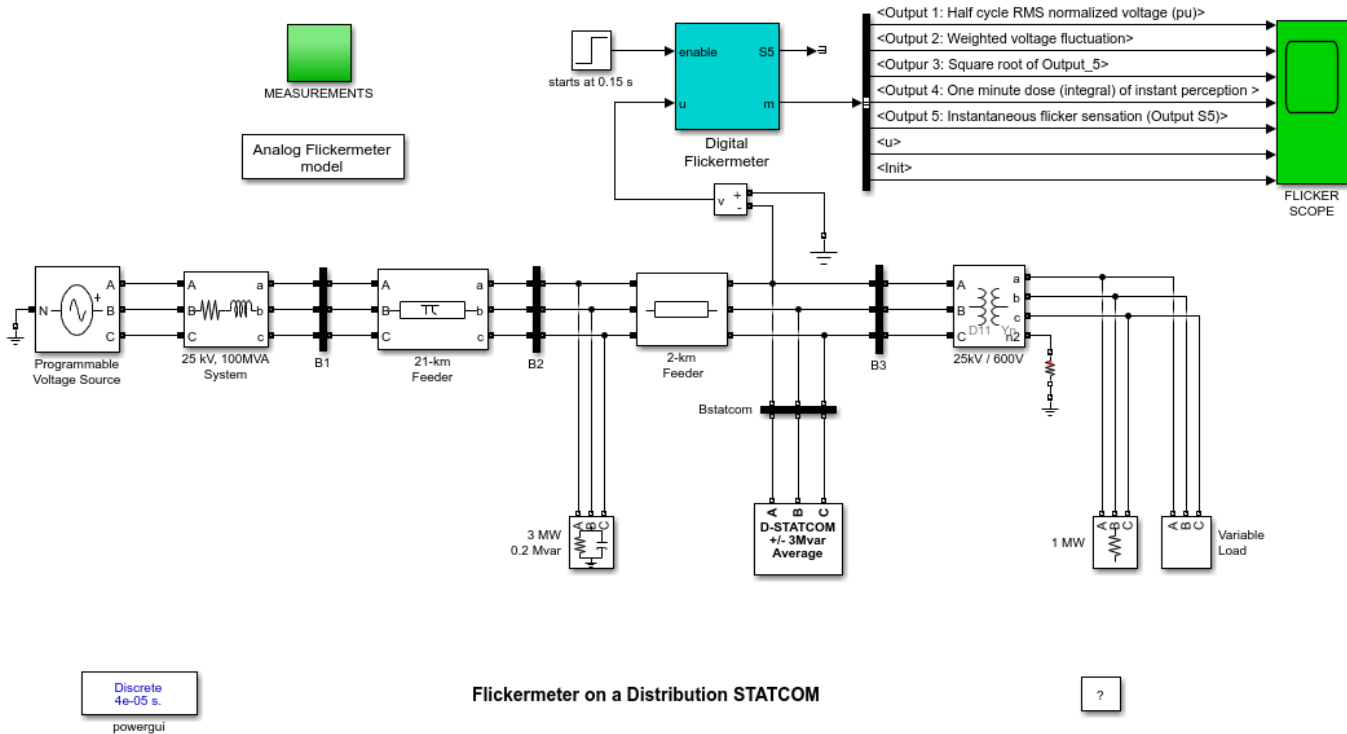 <Output 1: Half cycle RMS normalized voltage (pu)>
<Output 2: Weighted voltage fluctuation>
<Outpur 3: Square root of Output_5>
<Output 4: One minute dose (integral) of instant perception >
<Output 5: Instantaneous flicker sensation (Output S5)>
<u>
<Init>
FLICKER
SCOPE
enable
S5
u
m
Digital
Flickermeter
starts at 0.15 s
MEASUREMENTS
Analog Flickermeter
model
v
+
-
N
+
A
B
C
Programmable
Voltage Source
A
B
C
a
b
c
25 kV, 100MVA
System
B1
A
B
C
a
b
c
21-km
Feeder
B2
2-km
Feeder
B3
A
B
C
a
b
c
n2
D11
Yn
25kV / 600V
Bstatcom
3 MW
0.2 Mvar
A
B
C
A
B
C
D-STATCOM
+/- 3Mvar
Average
1 MW
A
B
C
A
B
C
Variable
Load
Discrete
4e-05 s.
powergui
Flickermeter on a Distribution STATCOM
?